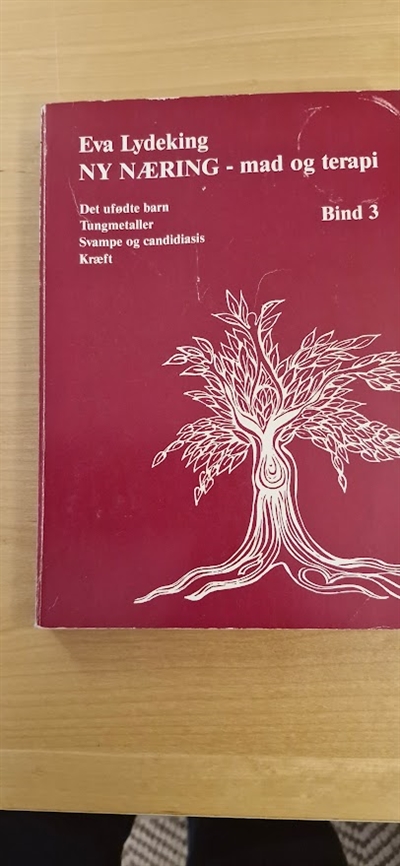 Eva Lydeking
NY NÆRING - mad og terapi
Det ufødte barn
Tungmetaller
Svampe og candidiasis
Kræft
Bind 3